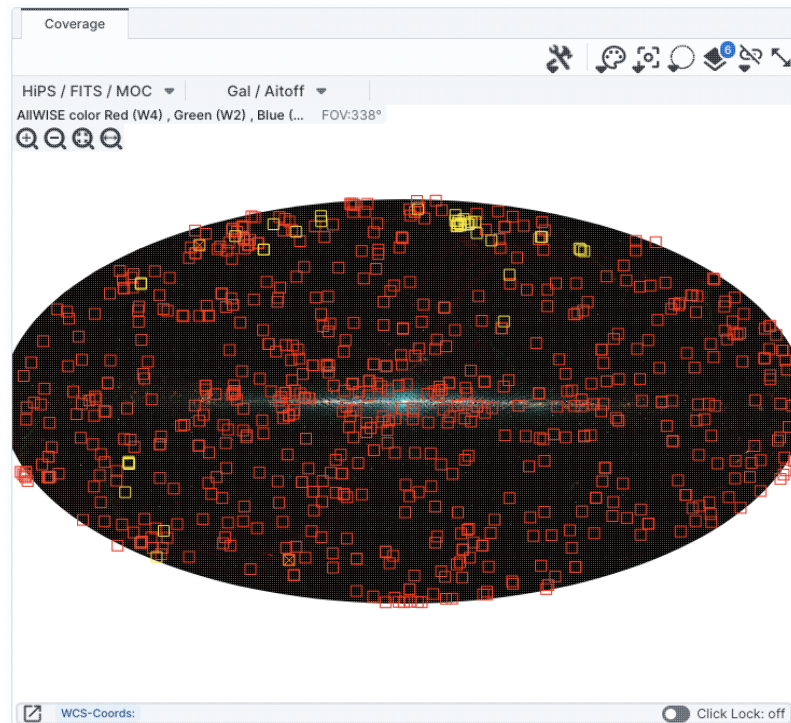 Coverage
6
HiPS / FITS / MOC Gal / Aitoff
AllWISE color Red (W4) , Green (W2) , Blue (... FOV:338°
WCS-Coords: Click Lock: off